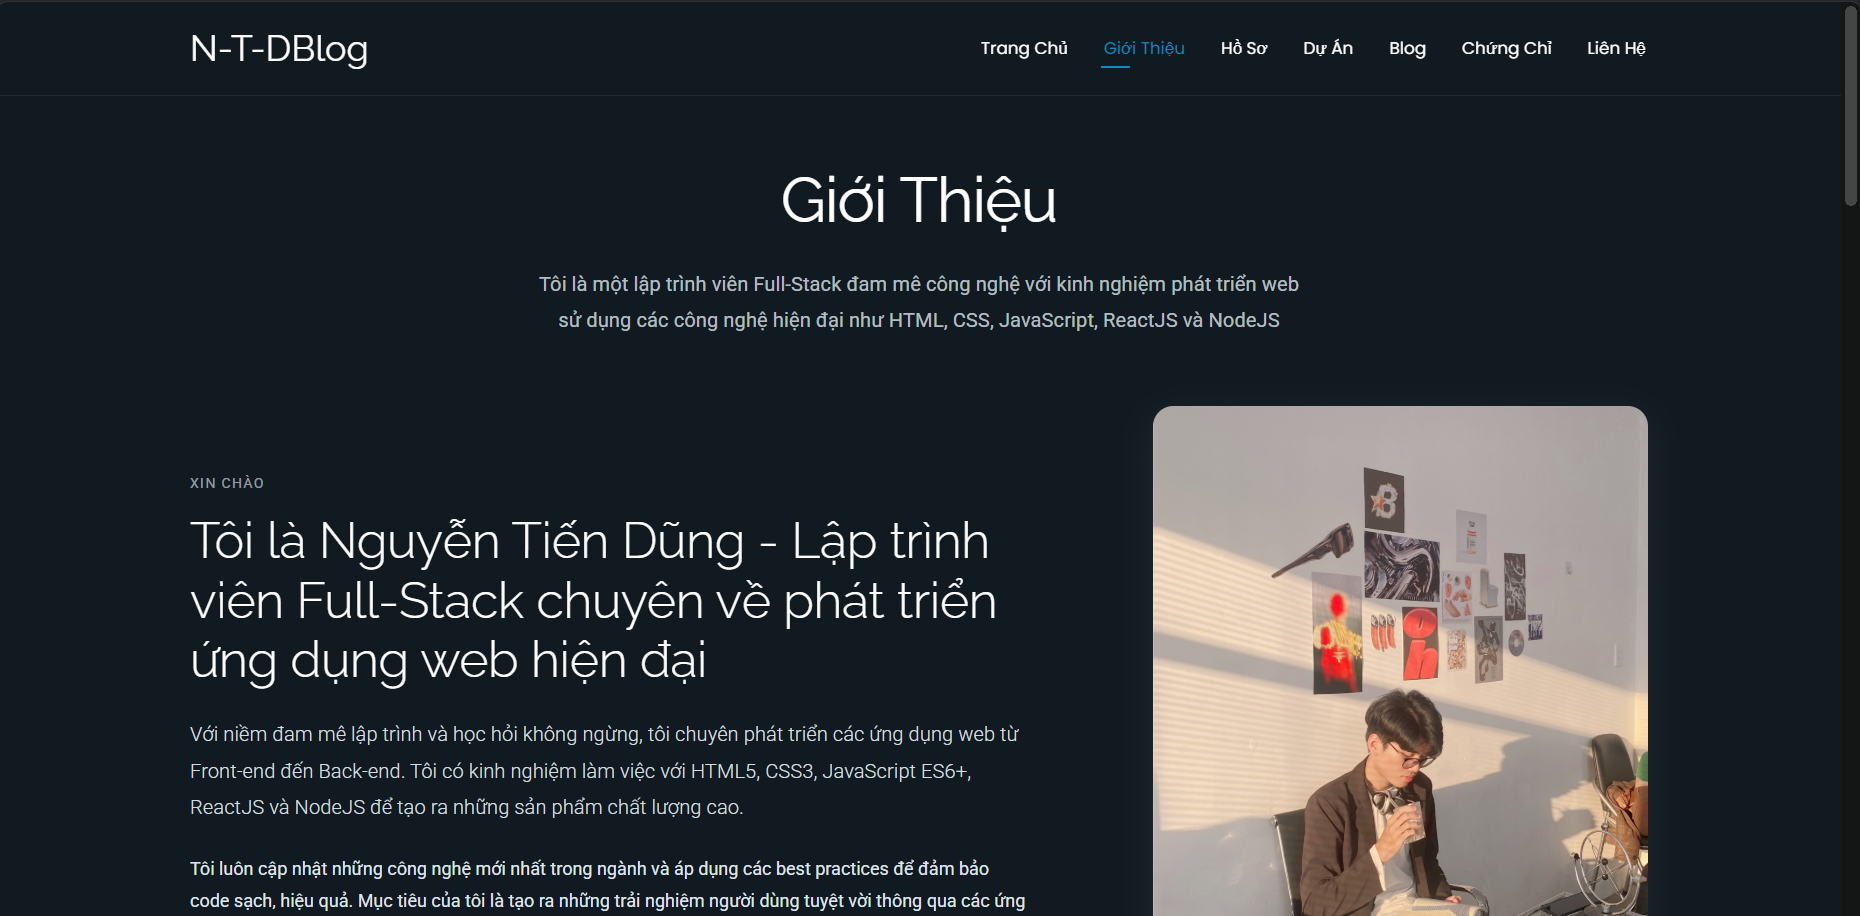 N-T-DBlog
Trang Chủ Giới Thiệu Hồ Sơ Dự Án Blog Chứng Chỉ Liên Hệ
Giới Thiệu
Tôi là một lập trình viên Full-Stack đam mê công nghệ với kinh nghiệm phát triển web
sử dụng các công nghệ hiện đại như HTML, CSS, JavaScript, ReactJS và NodeJS
XIN CHÀO
Tôi là Nguyễn Tiến Dũng - Lập trình
viên Full-Stack chuyên về phát triển
ứng dụng web hiện đại
Với niềm đam mê lập trình và học hỏi không ngừng, tôi chuyên phát triển các ứng dụng web từ
Front-end đến Back-end. Tôi có kinh nghiệm làm việc với HTML5, CSS3, JavaScript ES6+,
ReactJS và NodeJS để tạo ra những sản phẩm chất lượng cao.
Tôi luôn cập nhật những công nghệ mới nhất trong ngành và áp dụng các best practices để đảm bảo
code sạch, hiệu quả. Mục tiêu của tôi là tạo ra những trải nghiệm người dùng tuyệt vời thông qua các ứng
B
oh